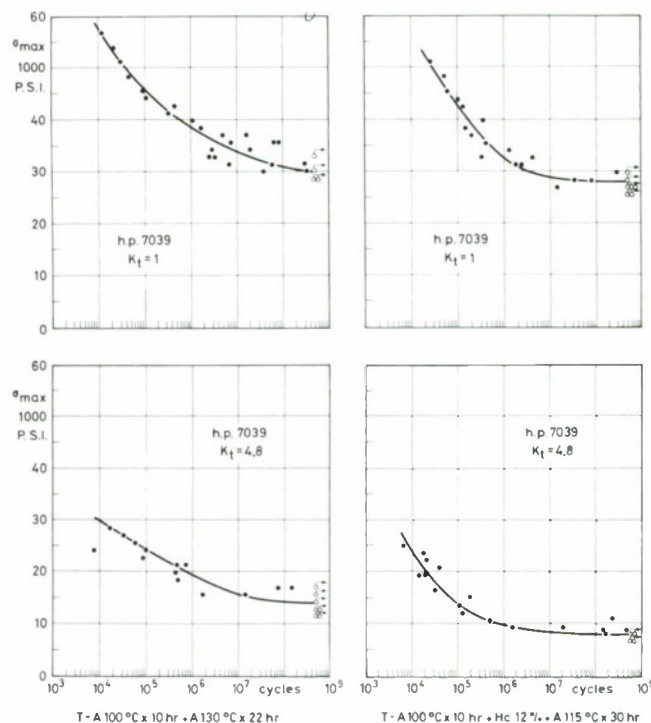 60
σmax
1000
P.S.I.
40
30
20
10
0
h.p. 7039
Kt = 1
h.p. 7039
Kt = 1
60
σmax
1000
P.S.I.
40
30
20
10
0
h.p. 7039
Kt = 4.8
h.p. 7039
Kt = 4.8
10³ 10⁴ 10⁵ 10⁶ 10⁷ 10⁸ cycles 10⁹
10³ 10⁴ 10⁵ 10⁶ 10⁷ 10⁸ cycles 10⁹
T - A 100 °C x 10 hr + A 130 °C x 22 hr
T - A 100 °C x 10 hr + Hc 12 % + A 115 °C x 30 hr